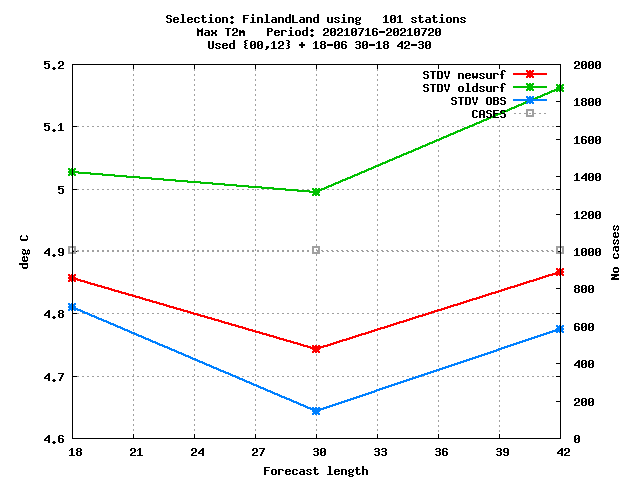 Selection: FinlandLand using   101 stations
Max T2m   Period: 20210716-20210720
Used {00,12} + 18-06 30-18 42-30
STDV newsurf
STDV oldsurf
STDV OBS
CASES
5.2
5.1
5
4.9
4.8
4.7
4.6
deg C
2000
1800
1600
1400
1200
1000
800
600
400
200
0
No cases
18 21 24 27 30 33 36 39 42
Forecast length